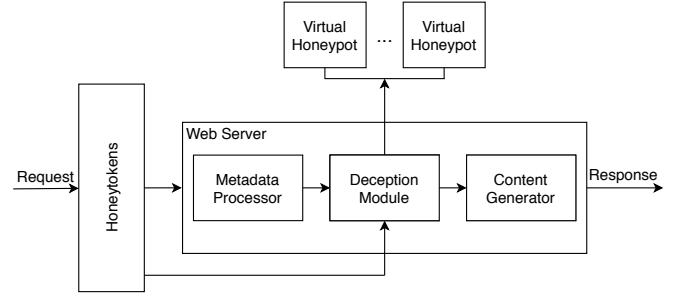 Virtual
Honeypot
...
Virtual
Honeypot
Web Server
Request
Honeytokens
Metadata
Processor
Deception
Module
Content
Generator
Response